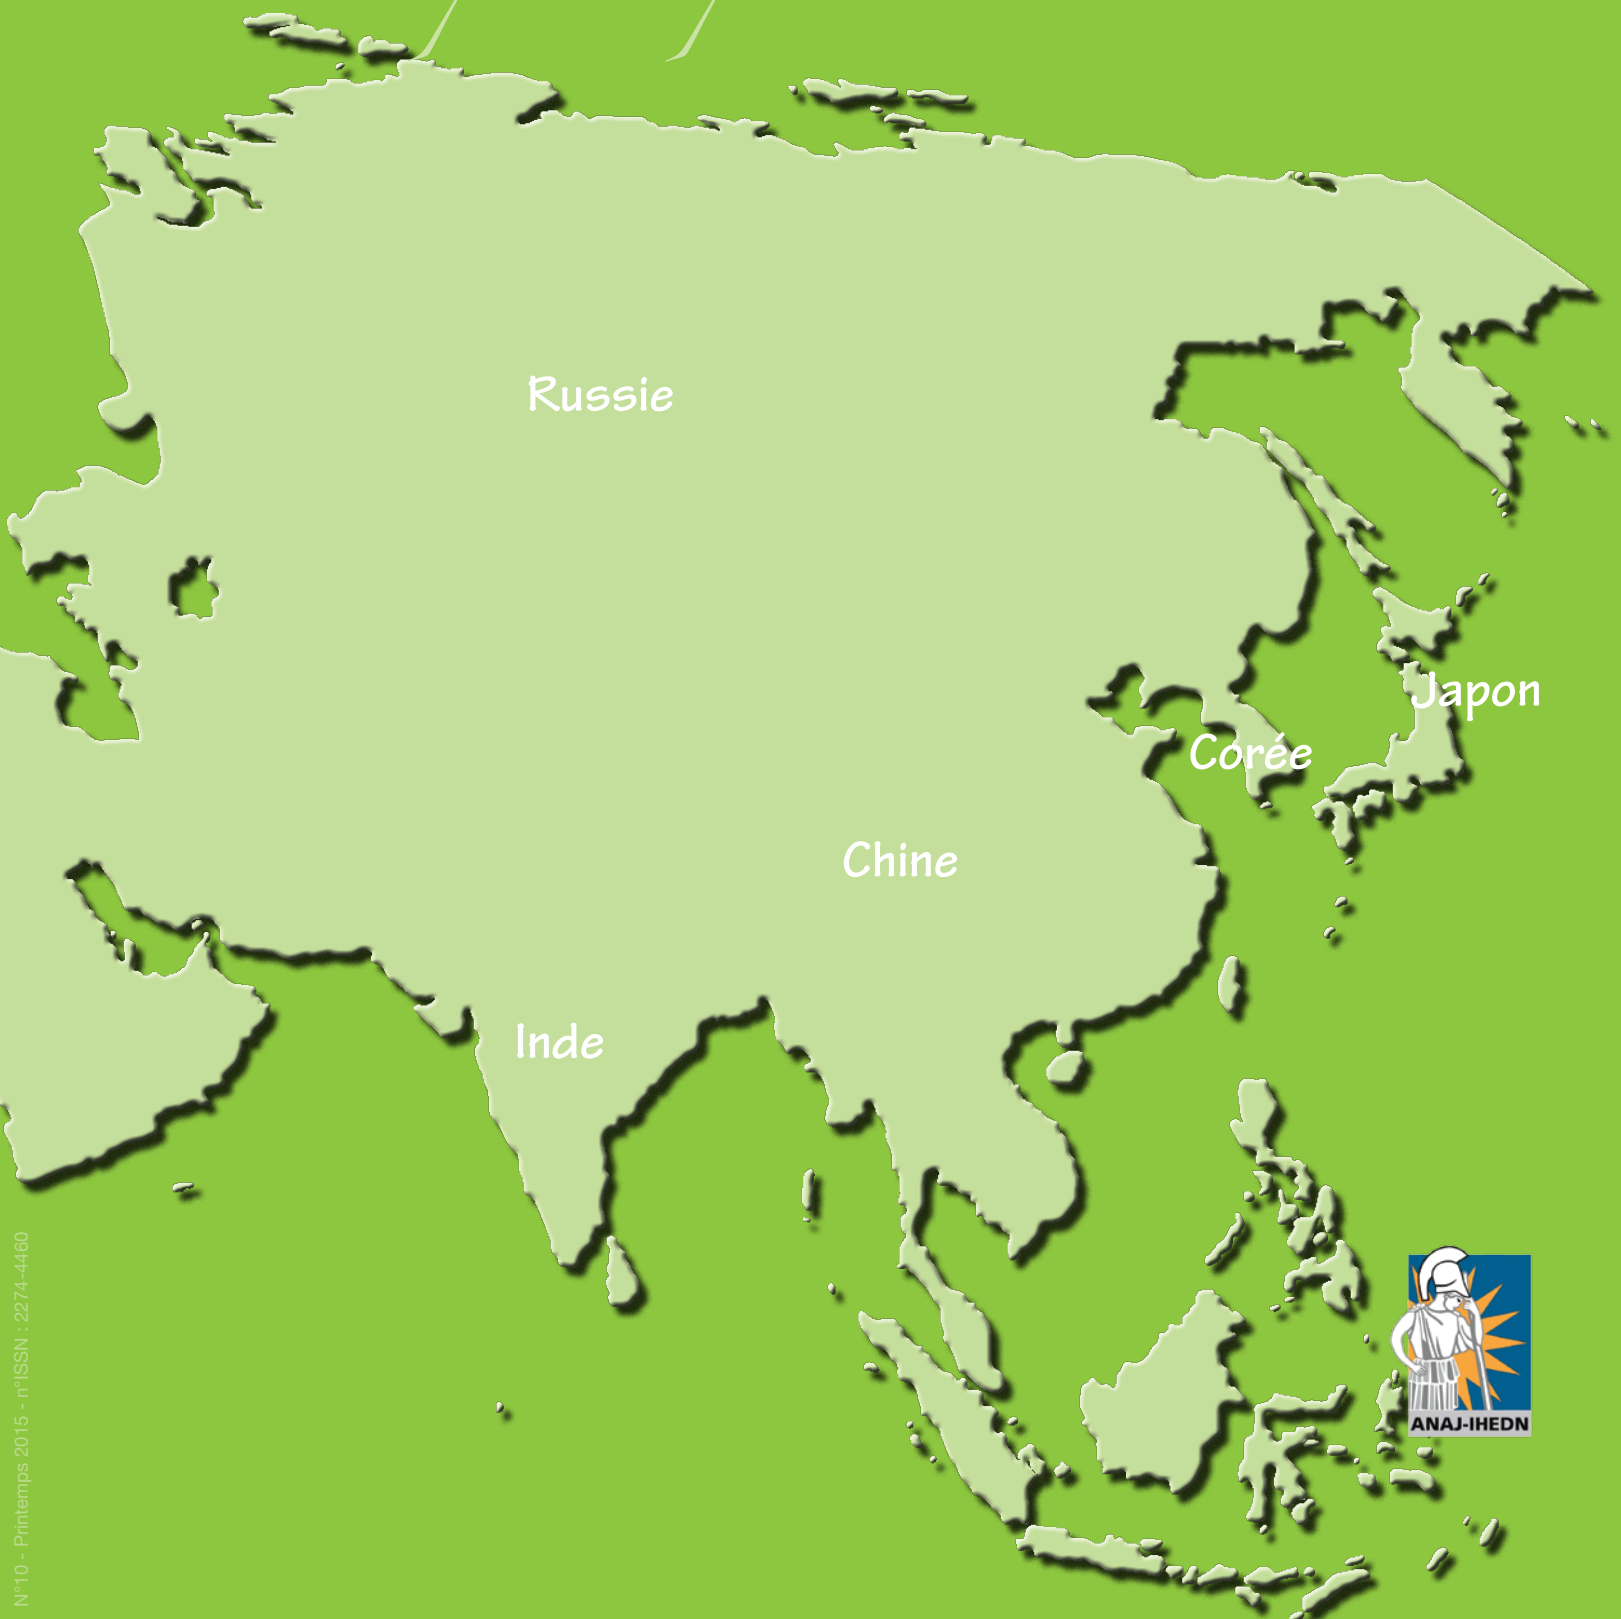 Russie
Japon
Corée
Chine
Inde
ANAJ-IHEDN
N°10 - Printemps 2015 - n°ISSN : 2274-4460